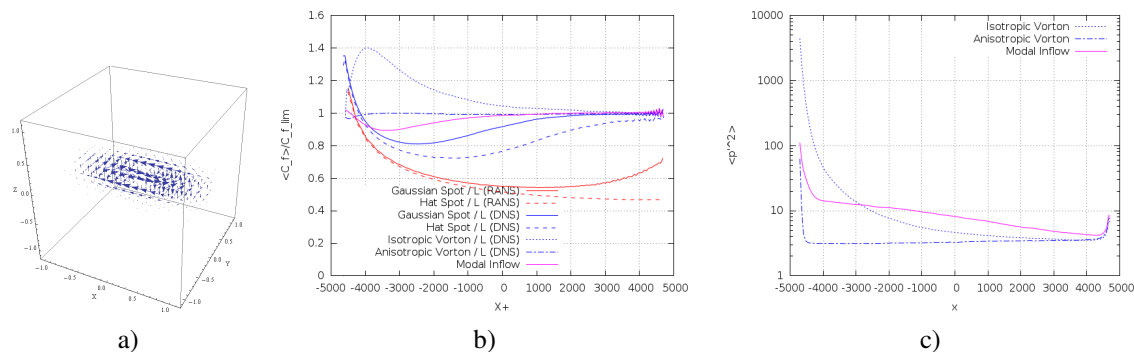 1.0
0.5
Z 0.0
-0.5
-1.0
-1.0
-0.5
0.0
X
0.5
1.0
-1.0
-0.5
0.0
Y
0.5
1.0
a)
<C_f>/C_f_lim
1.6
1.4
1.2
1
0.8
0.6
0.4
0.2
0
Gaussian Spot / L (RANS)
Hat Spot / L (RANS)
Gaussian Spot / L (DNS)
Hat Spot / L (DNS)
Isotropic Vorton / L (DNS)
Anisotropic Vorton / L (DNS)
Modal Inflow
-5000 -4000 -3000 -2000 -1000 0 1000 2000 3000 4000 5000
X+
b)
<p'^2>
10000
1000
100
10
1
Isotropic Vorton
Anisotropic Vorton
Modal Inflow
-5000 -4000 -3000 -2000 -1000 0 1000 2000 3000 4000 5000
x
c)